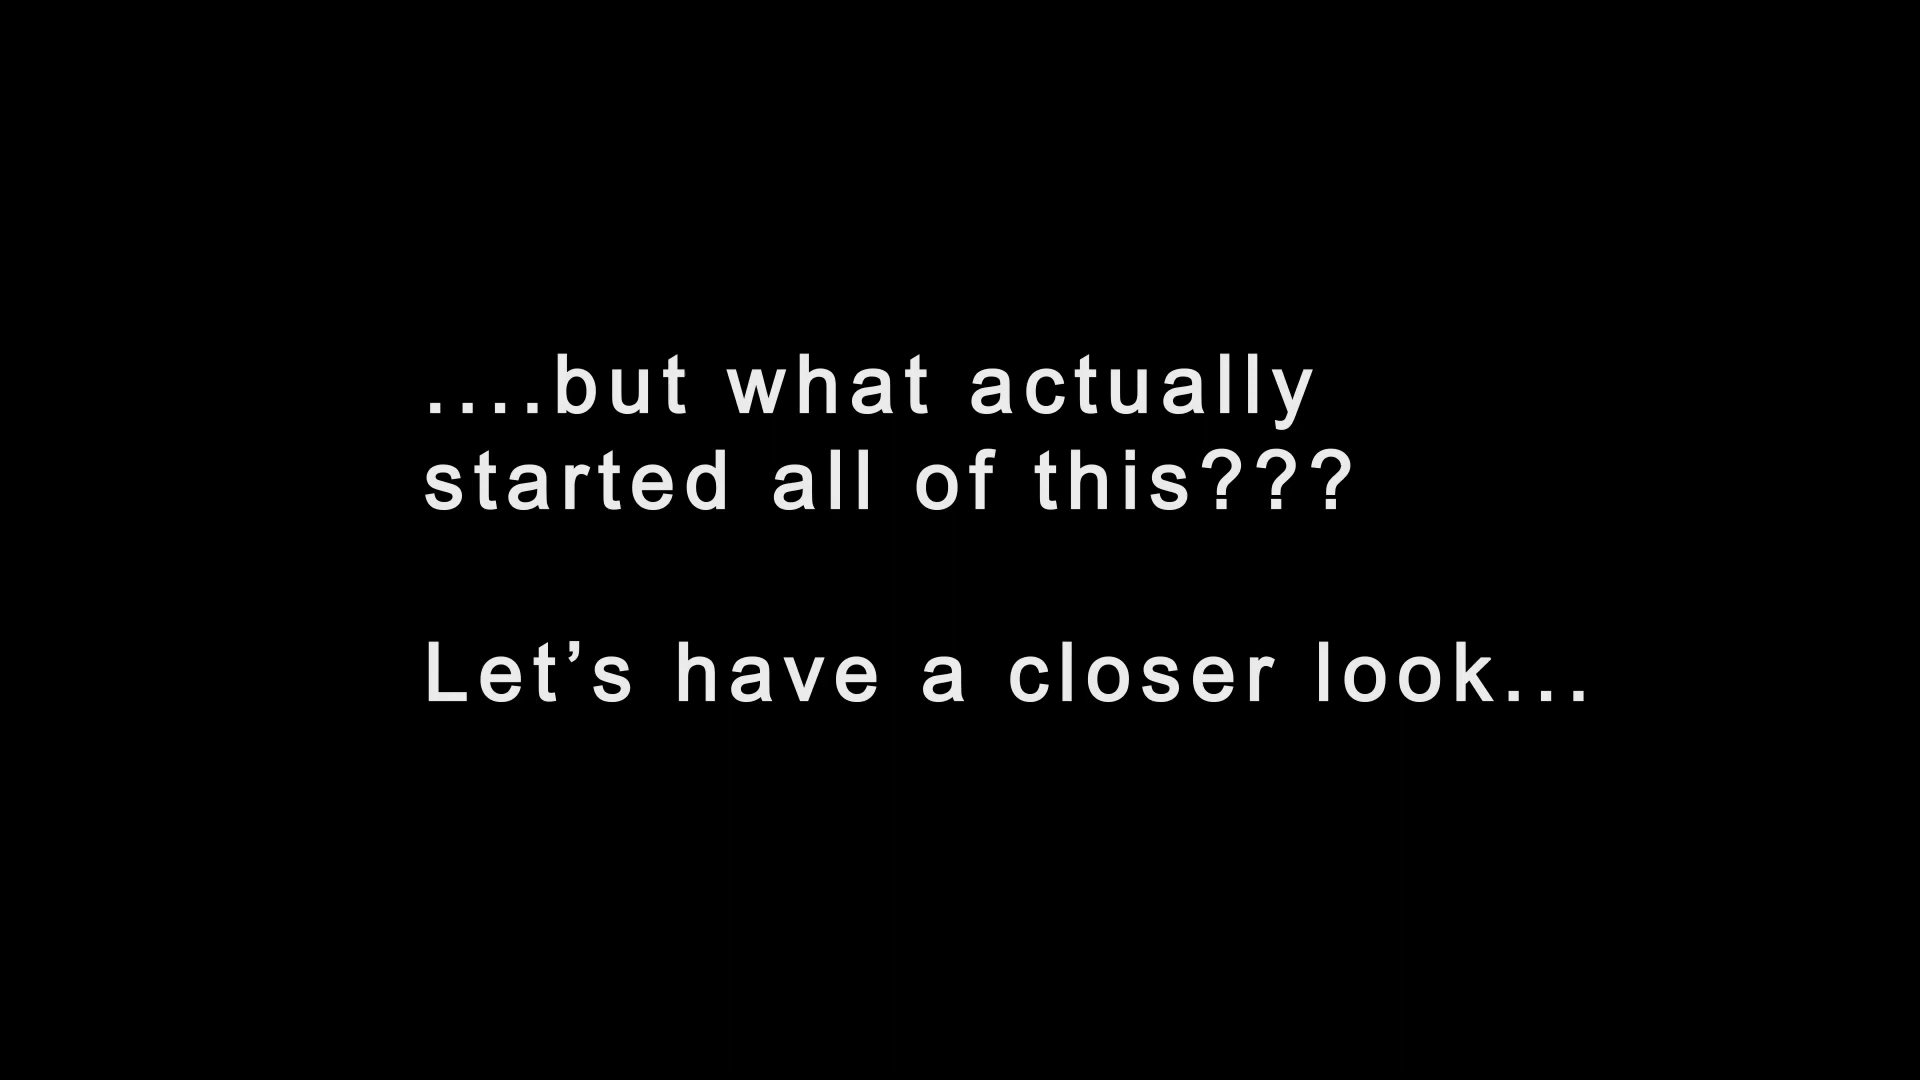 ....but what actually
started all of this???
Let’s have a closer look...